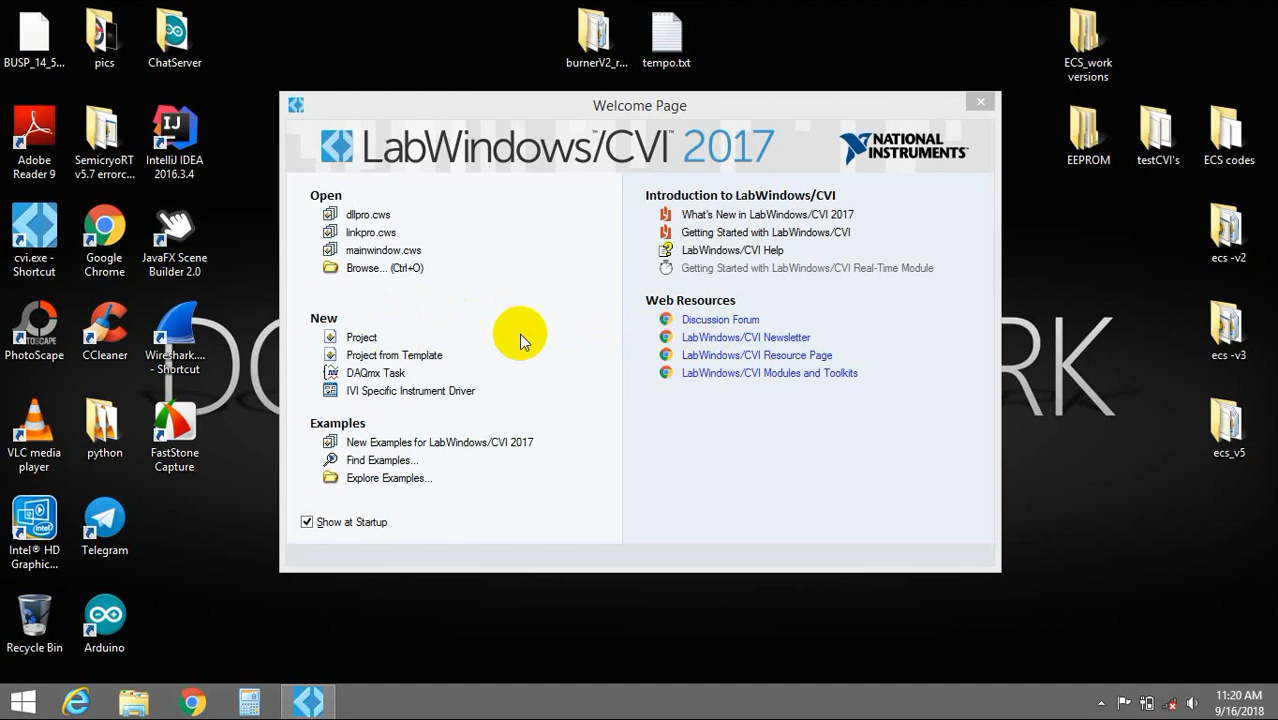 BUSP_14_5...
pics
ChatServer
burnerV2_r...
tempo.txt
ECS_work
versions
Adobe
Reader 9
SemicryoRT
v5.7 errorc...
IntelliJ IDEA
2016.3.4
EEPROM
testCVI's
ECS codes
cvi.exe -
Shortcut
Google
Chrome
JavaFX Scene
Builder 2.0
ecs -v2
PhotoScape
CCleaner
Wireshark....
- Shortcut
ecs -v3
VLC media
player
python
FastStone
Capture
ecs_v5
Intel® HD
Graphic...
Telegram
Recycle Bin
Arduino
Welcome Page
LabWindows™/CVI™ 2017
NATIONAL
INSTRUMENTS™
Open
dllpro.cws
linkpro.cws
mainwindow.cws
Browse... (Ctrl+O)
New
Project
Project from Template
DAQmx Task
IVI Specific Instrument Driver
Examples
New Examples for LabWindows/CVI 2017
Find Examples...
Explore Examples...
Show at Startup
Introduction to LabWindows/CVI
What's New in LabWindows/CVI 2017
Getting Started with LabWindows/CVI
LabWindows/CVI Help
Getting Started with LabWindows/CVI Real-Time Module
Web Resources
Discussion Forum
LabWindows/CVI Newsletter
LabWindows/CVI Resource Page
LabWindows/CVI Modules and Toolkits
11:20 AM
9/16/2018